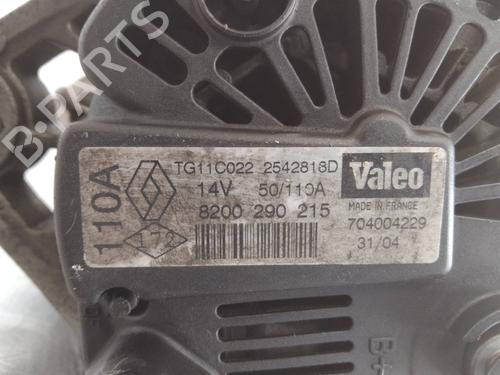 B-PARTS
110A
TG11C022 2542818D
14V 50/110A
8200 290 215
172
Valeo
MADE IN FRANCE
704004229
31/04
B+